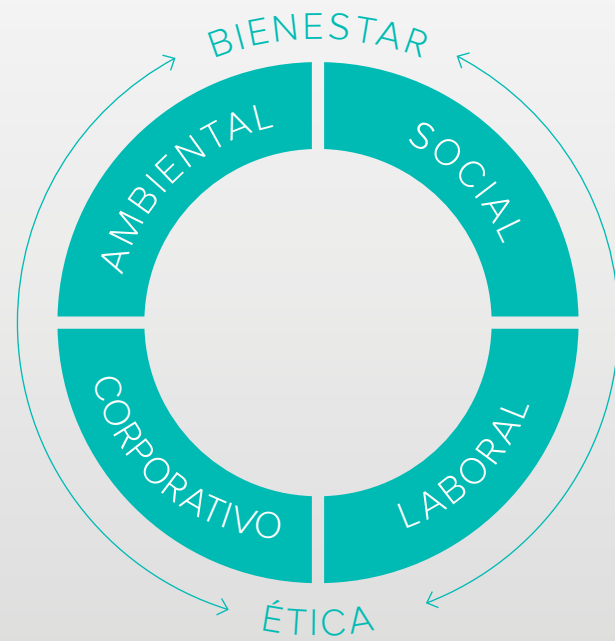 BIENESTAR
AMBIENTAL
SOCIAL
CORPORATIVO
LABORAL
ÉTICA